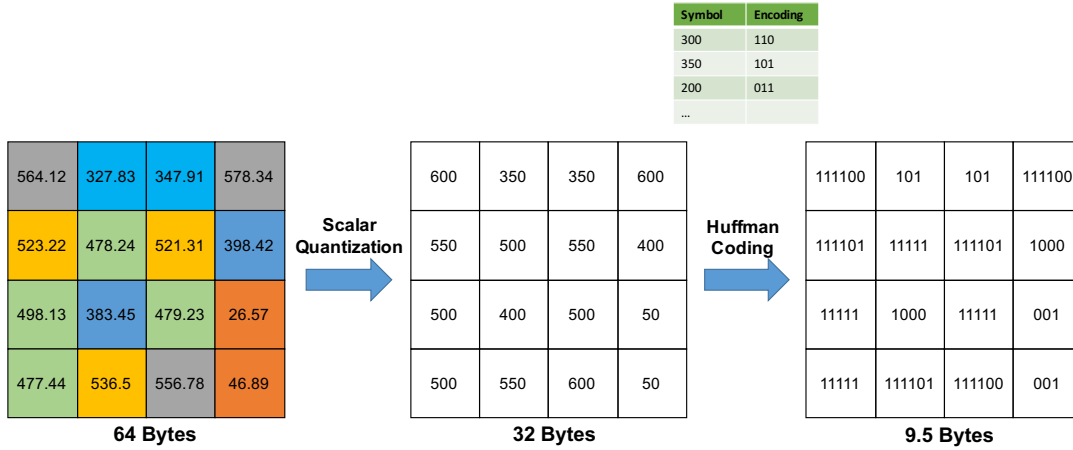 Symbol Encoding
300 110
350 101
200 011
...
564.12 327.83 347.91 578.34
523.22 478.24 521.31 398.42
498.13 383.45 479.23 26.57
477.44 536.5 556.78 46.89
64 Bytes
Scalar
Quantization
600 350 350 600
550 500 550 400
500 400 500 50
500 550 600 50
32 Bytes
Huffman
Coding
111100 101 101 111100
111101 11111 111101 1000
11111 1000 11111 001
11111 111101 111100 001
9.5 Bytes